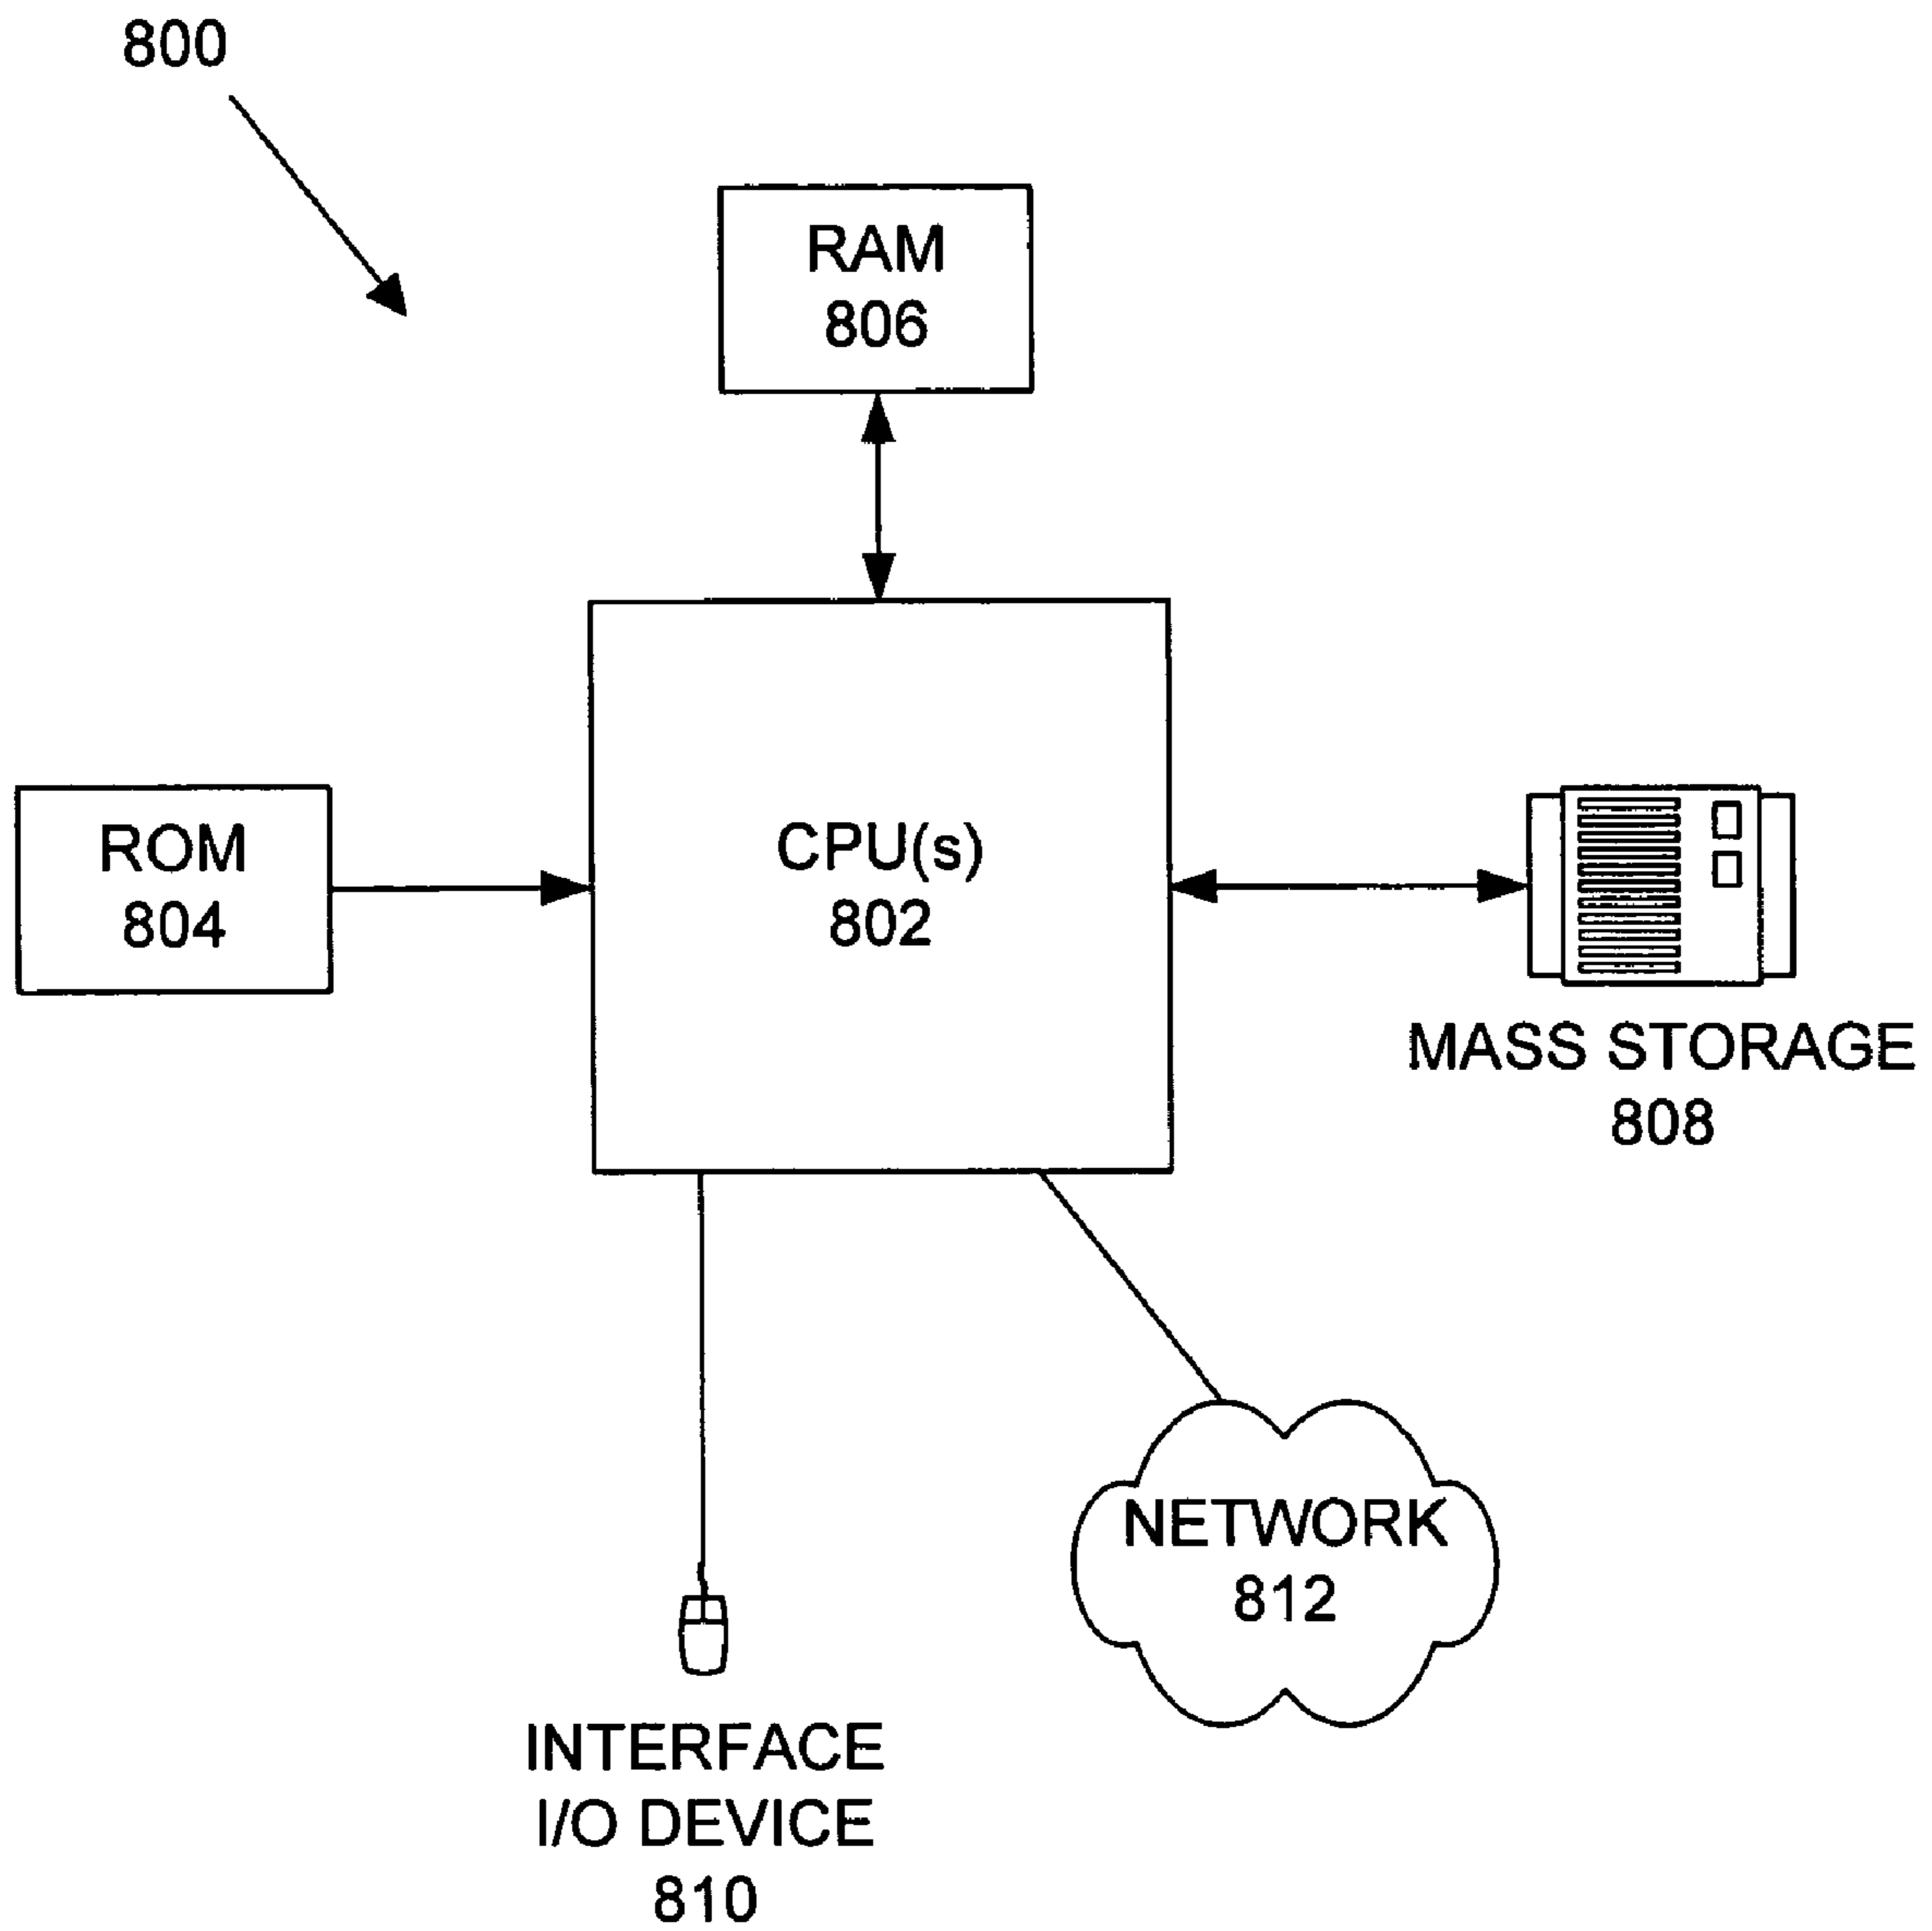 800
RAM
806
ROM
804
CPU(s)
802
MASS STORAGE
808
NETWORK
812
INTERFACE
I/O DEVICE
810